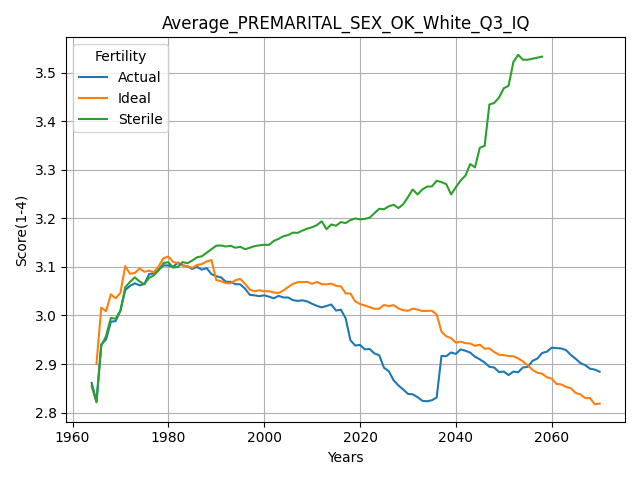 Average_PREMARITAL_SEX_OK_White_Q3_IQ
Fertility
Actual
Ideal
Sterile
Score(1-4)
3.5
3.4
3.3
3.2
3.1
3.0
2.9
2.8
1960 1980 2000 2020 2040 2060
Years